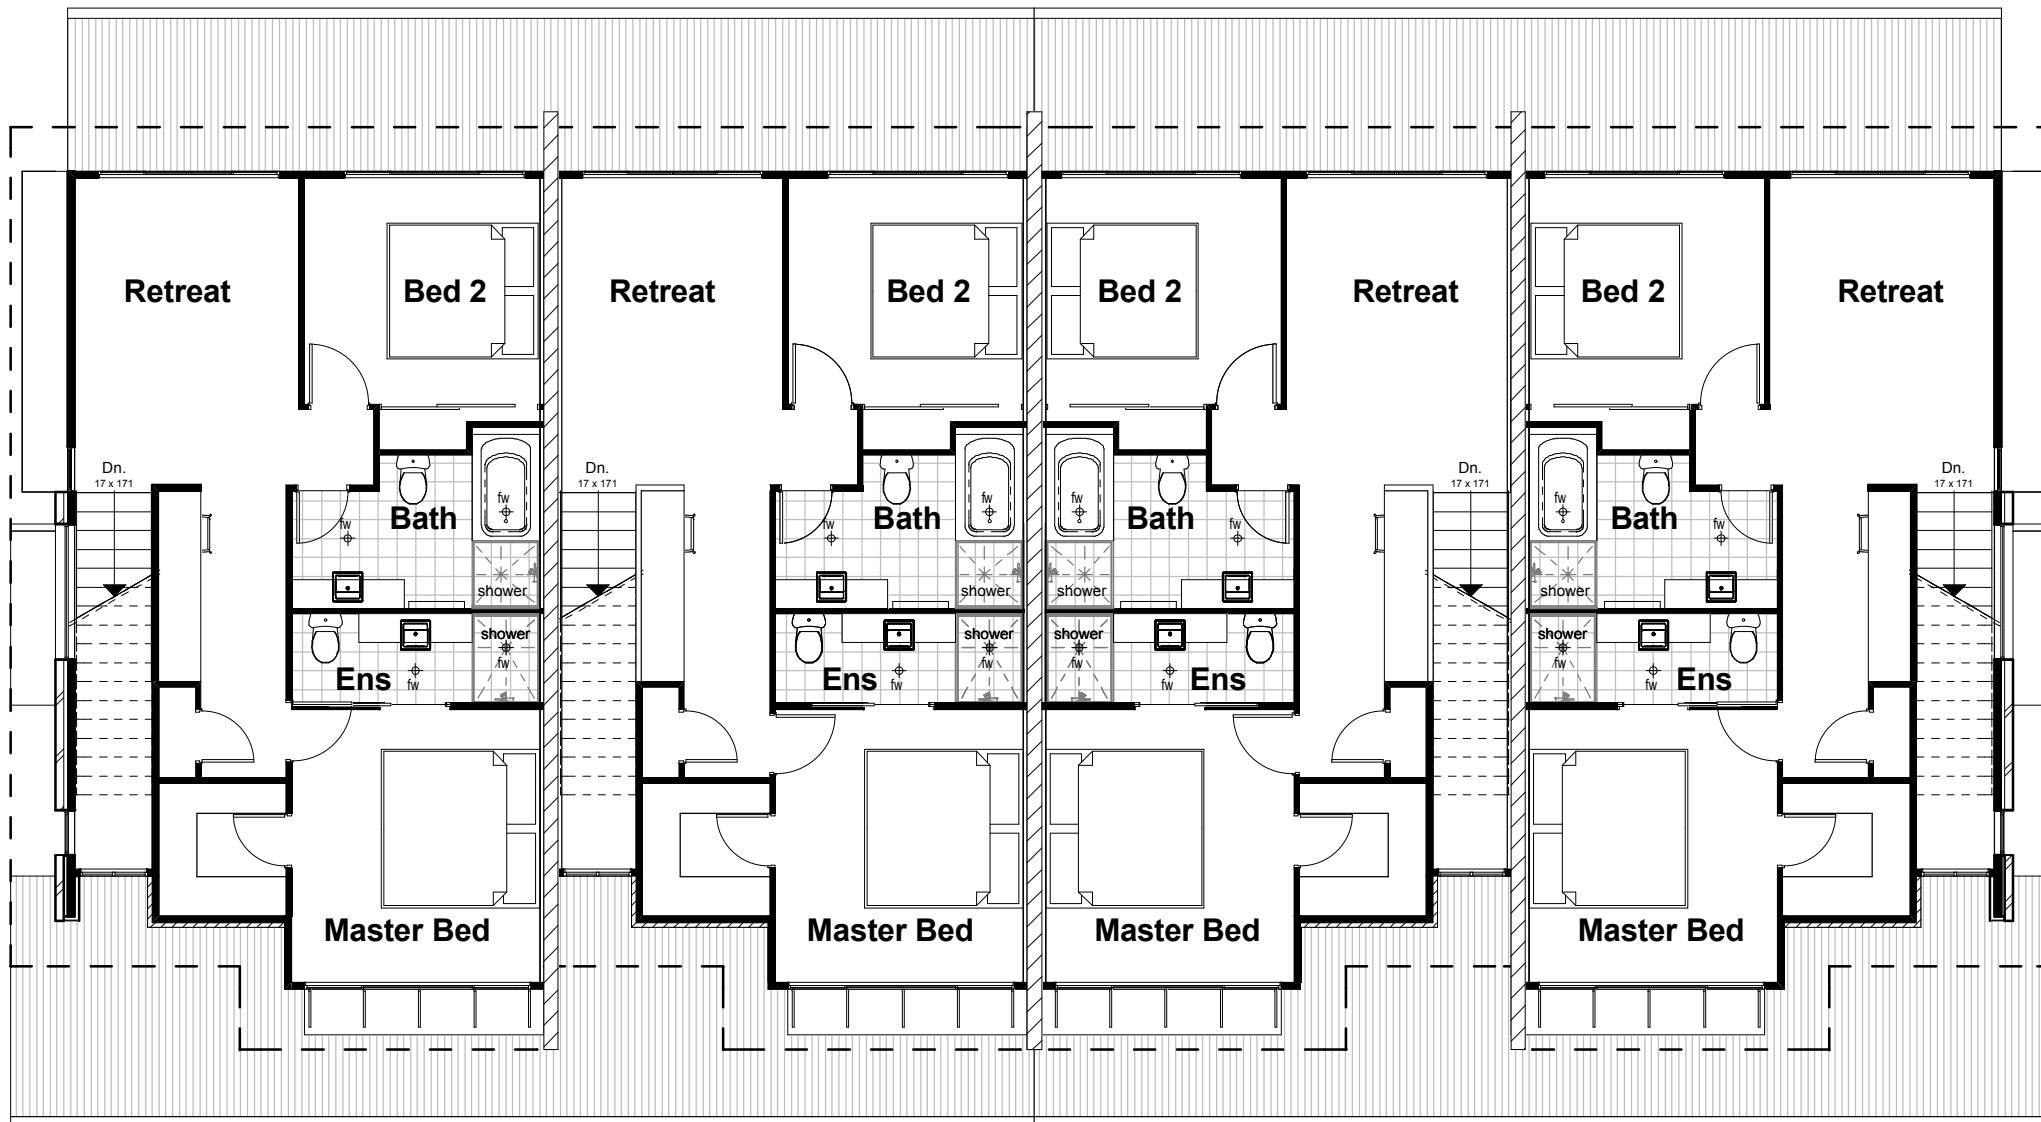 Retreat
Bed 2
Retreat
Bed 2
Bed 2
Retreat
Bed 2
Retreat
Dn.
17 x 171
Dn.
17 x 171
Dn.
17 x 171
Dn.
17 x 171
fw
fw
fw
fw
fw
fw
fw
fw
Bath
Bath
Bath
Bath
shower
shower
shower
shower
shower
shower
shower
shower
fw
fw
fw
fw
Ens
fw
Ens
fw
fw
Ens
fw
Ens
Master Bed
Master Bed
Master Bed
Master Bed